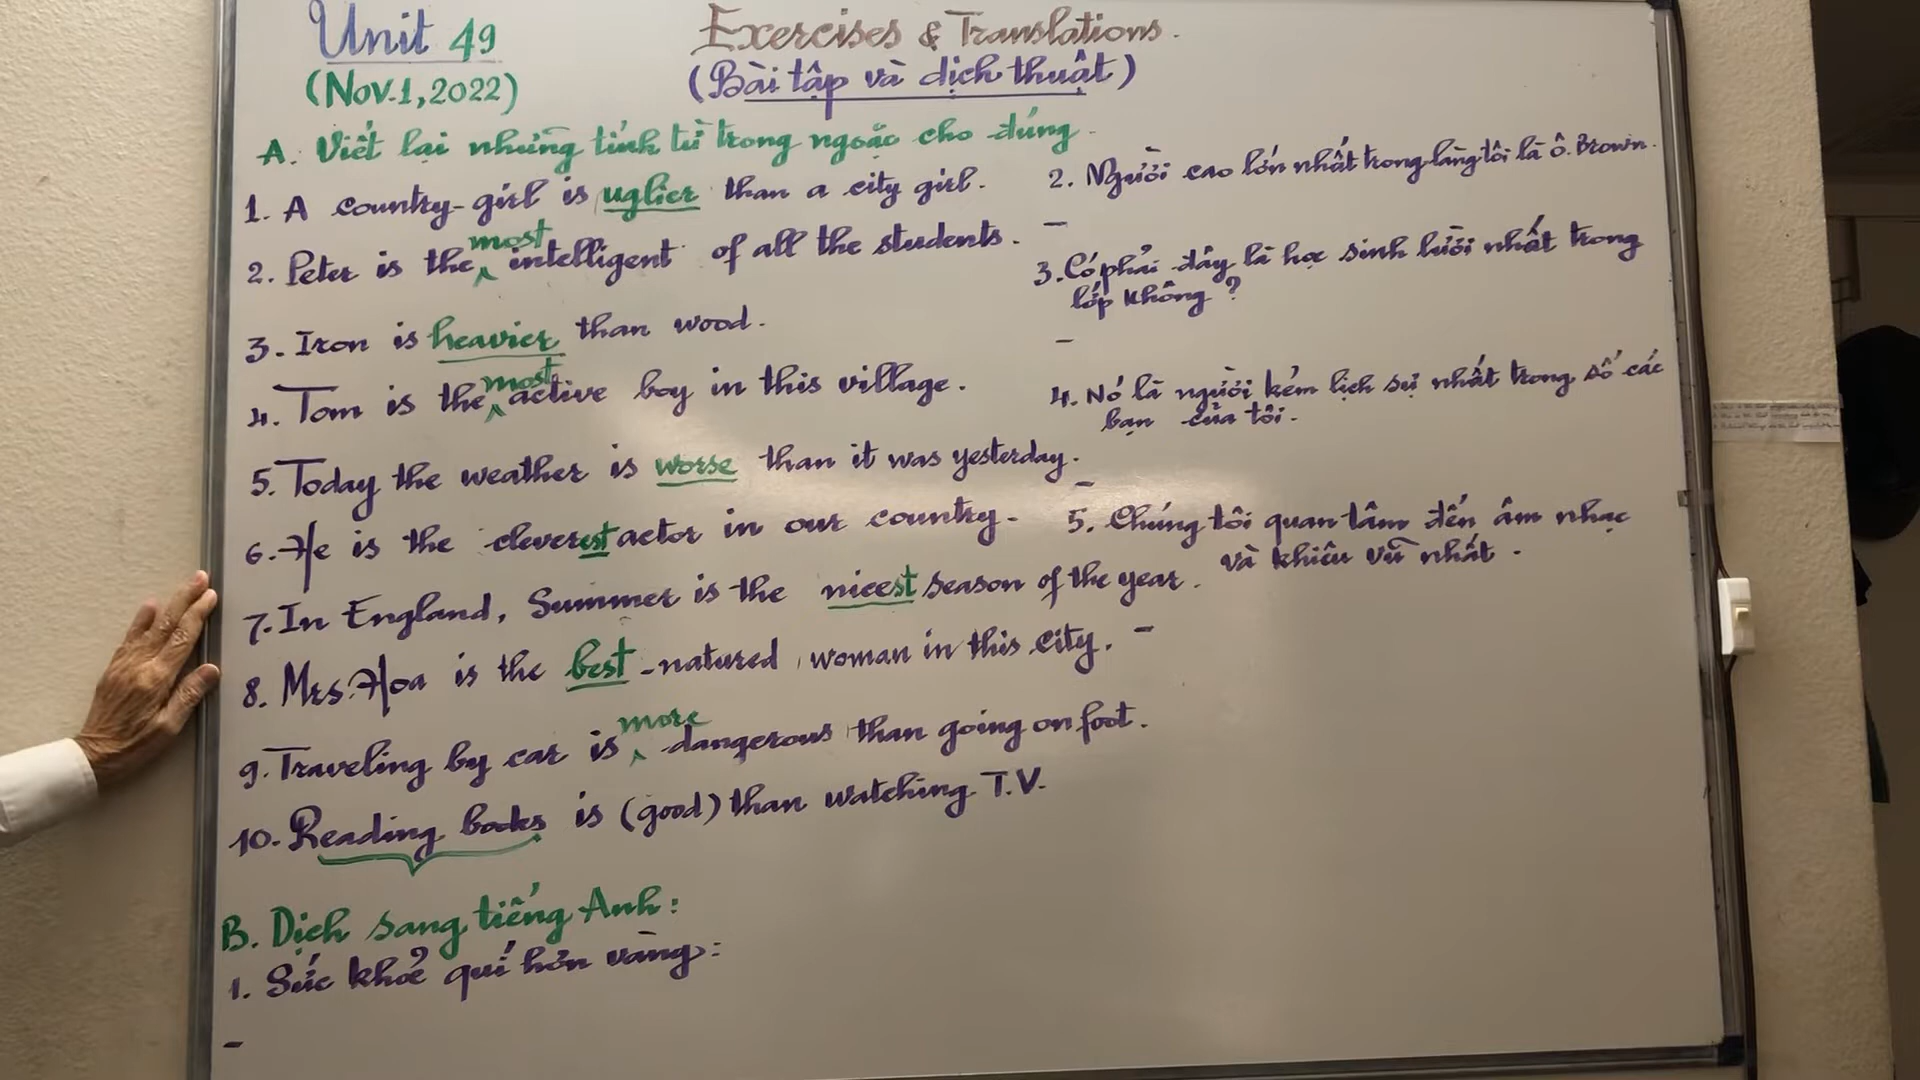 Unit 49
(Nov.1,2022)
Exercises & Translations.
(Bài tập và dịch thuật)
A. Viết lại những tính từ trong ngoặc cho đúng.
1. A country-girl is uglier than a city girl.
2. Peter is the most intelligent of all the students.
3. Iron is heavier than wood.
4. Tom is the most active boy in this village.
5. Today the weather is worse than it was yesterday.
6. He is the cleverest actor in our country.
7. In England, Summer is the nicest season of the year.
8. Mrs. Hoa is the best-natured woman in this city.
9. Traveling by car is more dangerous than going on foot.
10. Reading books is (good) than watching T.V.
B. Dịch sang tiếng Anh:
1. Sức khoẻ quí hơn vàng:
-
2. Người cao lớn nhất trong làng tôi là ô. Brown.
-
3. Có phải đây là học sinh lười nhất trong
lớp không?
-
4. Nó là người kém lịch sự nhất trong số các
bạn của tôi.
-
5. Chúng tôi quan tâm đến âm nhạc
và khiêu vũ nhất.
-